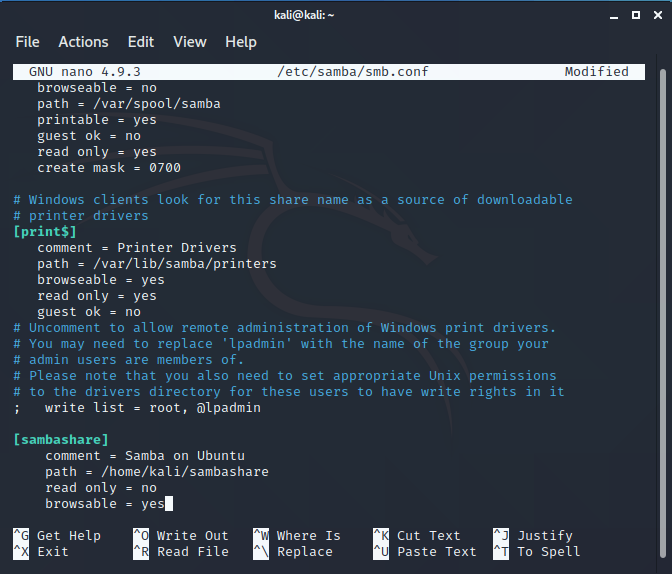 kali@kali: ~
File Actions Edit View Help
GNU nano 4.9.3 /etc/samba/smb.conf Modified
browseable = no
path = /var/spool/samba
printable = yes
guest ok = no
read only = yes
create mask = 0700
# Windows clients look for this share name as a source of downloadable
# printer drivers
[print$]
comment = Printer Drivers
path = /var/lib/samba/printers
browseable = yes
read only = yes
guest ok = no
# Uncomment to allow remote administration of Windows print drivers.
# You may need to replace 'lpadmin' with the name of the group your
# admin users are members of.
# Please note that you also need to set appropriate Unix permissions
# to the drivers directory for these users to have write rights in it
; write list = root, @lpadmin
[sambashare]
comment = Samba on Ubuntu
path = /home/kali/sambashare
read only = no
browsable = yes
^G Get Help ^O Write Out ^W Where Is ^K Cut Text ^J Justify
^X Exit ^R Read File ^\ Replace ^U Paste Text ^T To Spell